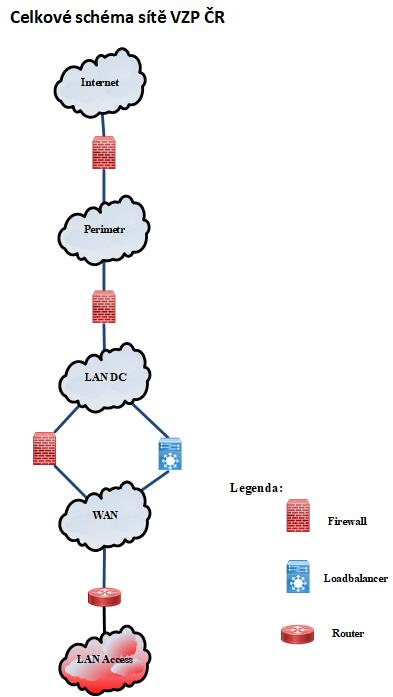 Celkové schéma sítě VZP ČR
Internet
Perimetr
LAN DC
WAN
LAN Access
Legenda:
Firewall
Loadbalancer
Router